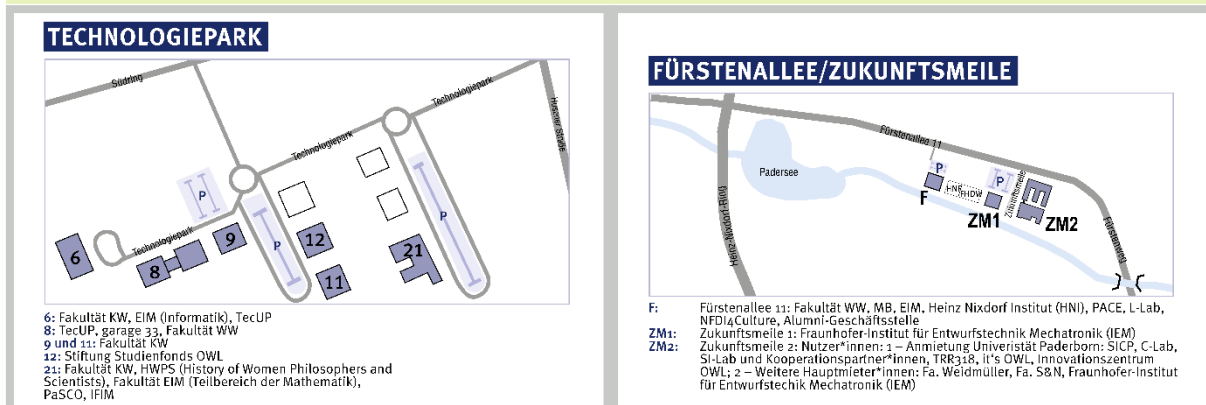 TECHNOLOGIEPARK
Südring
Technologiepark
Husener Straße
Technologiepark
P
P
P
Technologiepark
6
8
9
12
11
21
6: Fakultät KW, EIM (Informatik), TecUP
8: TecUP, garage 33, Fakultät WW
9 und 11: Fakultät KW
12: Stiftung Studienfonds OWL
21: Fakultät KW, HWPS (History of Women Philosophers and
Scientists), Fakultät EIM (Teilbereich der Mathematik),
PaSCO, IFIM
FÜRSTENALLEE/ZUKUNFTSMEILE
Fürstenallee 11
Padersee
Heinz-Nixdorf-Ring
P
P
HNF
FHDW
Zukunftsmeile
F
ZM1
ZM2
Fürstenweg
F: Fürstenallee 11: Fakultät WW, MB, EIM, Heinz Nixdorf Institut (HNI), PACE, L-Lab,
NFDI4Culture, Alumni-Geschäftsstelle
ZM1: Zukunftsmeile 1: Fraunhofer-Institut für Entwurfstechnik Mechatronik (IEM)
ZM2: Zukunftsmeile 2: Nutzer*innen: 1 – Anmietung Univeristät Paderborn: SICP, C-Lab,
SI-Lab und Kooperationspartner*innen, TRR318, it's OWL, Innovationszentrum
OWL; 2 – Weitere Hauptmieter*innen: Fa. Weidmüller, Fa. S&N, Fraunhofer-Institut
für Entwurfstechik Mechatronik (IEM)